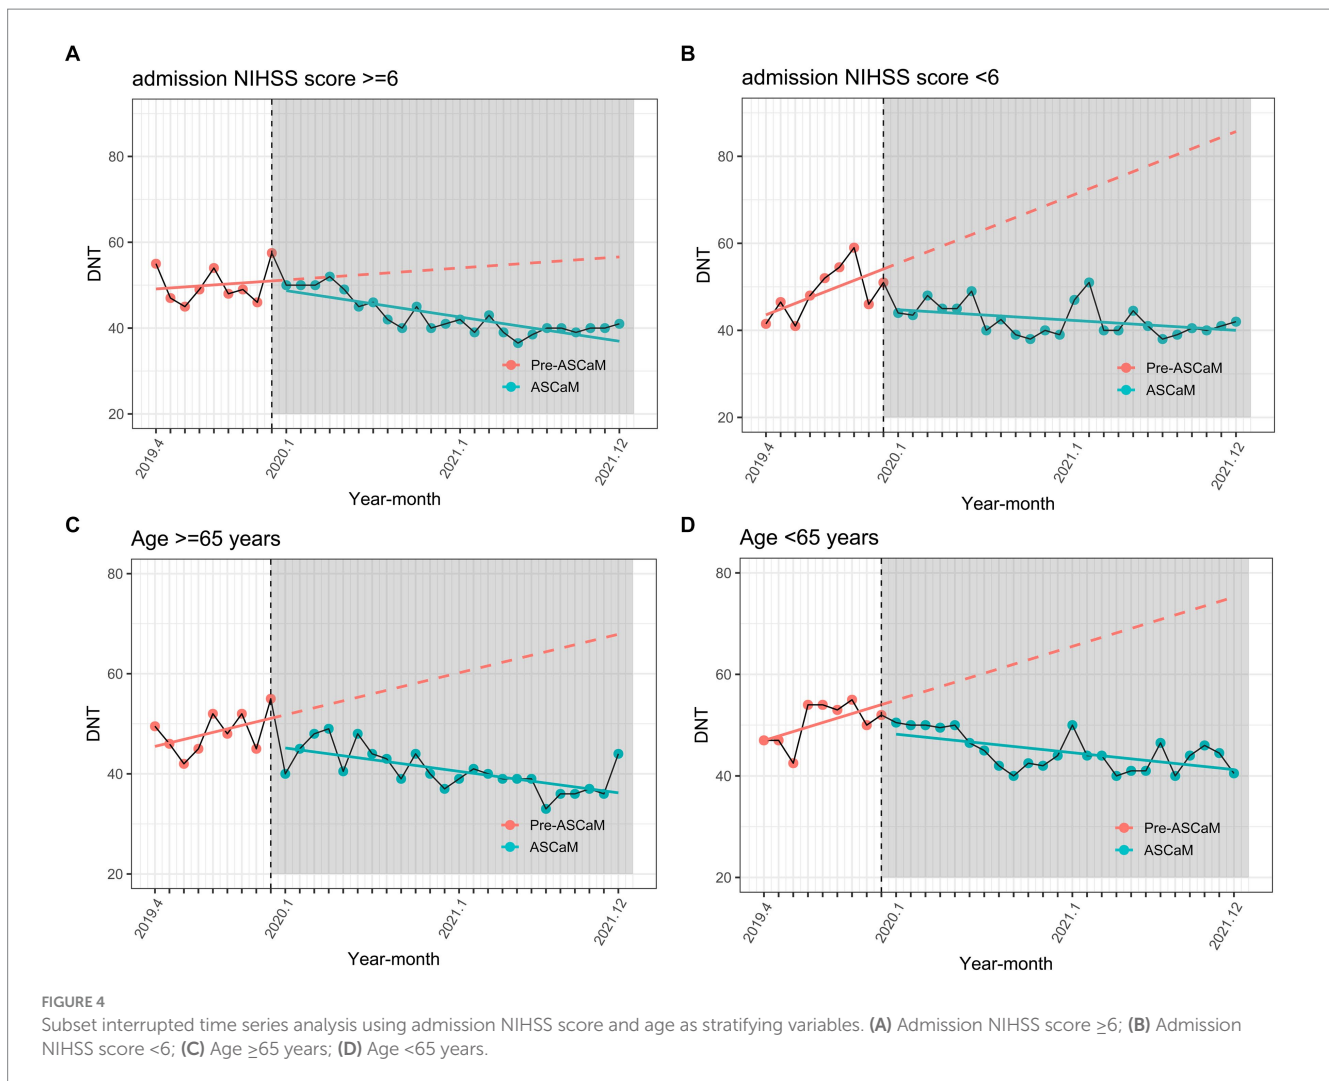 A
admission NIHSS score >=6
80
60
40
20
DNT
Pre-ASCaM
ASCaM
2019.4
2020.1
2021.1
2021.12
Year-month
B
admission NIHSS score <6
80
60
40
20
DNT
Pre-ASCaM
ASCaM
2019.4
2020.1
2021.1
2021.12
Year-month
C
Age >=65 years
80
60
40
20
DNT
Pre-ASCaM
ASCaM
2019.4
2020.1
2021.1
2021.12
Year-month
D
Age <65 years
80
60
40
20
DNT
Pre-ASCaM
ASCaM
2019.4
2020.1
2021.1
2021.12
Year-month
FIGURE 4
Subset interrupted time series analysis using admission NIHSS score and age as stratifying variables. (A) Admission NIHSS score ≥6; (B) Admission
NIHSS score <6; (C) Age ≥65 years; (D) Age <65 years.